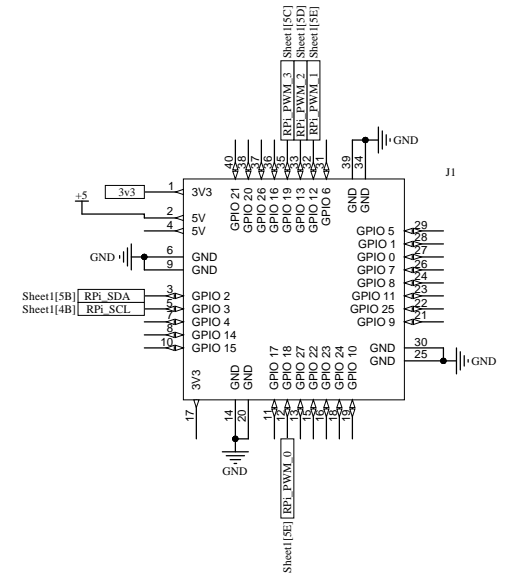 Sheet1[5C]
Sheet1[5D]
Sheet1[5E]
RPi_PWM_3
RPi_PWM_2
RPi_PWM_1
40
38
37
36
35
33
32
31
39
34
GND
J1
GPIO 21
GPIO 20
GPIO 26
GPIO 16
GPIO 19
GPIO 13
GPIO 12
GPIO 6
GND
GND
3v3
1
3V3
+5
2
5V
4
5V
GND
6
GND
9
GND
Sheet1[5B] RPi_SDA 3 GPIO 2
Sheet1[4B] RPi_SCL 5 GPIO 3
7 GPIO 4
8 GPIO 14
10 GPIO 15
GPIO 5 29
GPIO 1 28
GPIO 0 27
GPIO 7 26
GPIO 8 24
GPIO 11 23
GPIO 25 22
GPIO 9 21
GND 30
GND 25
GND
3V3
GND
GND
GPIO 17
GPIO 18
GPIO 27
GPIO 22
GPIO 23
GPIO 24
GPIO 10
17
14
20
11
12
13
15
16
18
19
GND
RPi_PWM_0
Sheet1[5E]